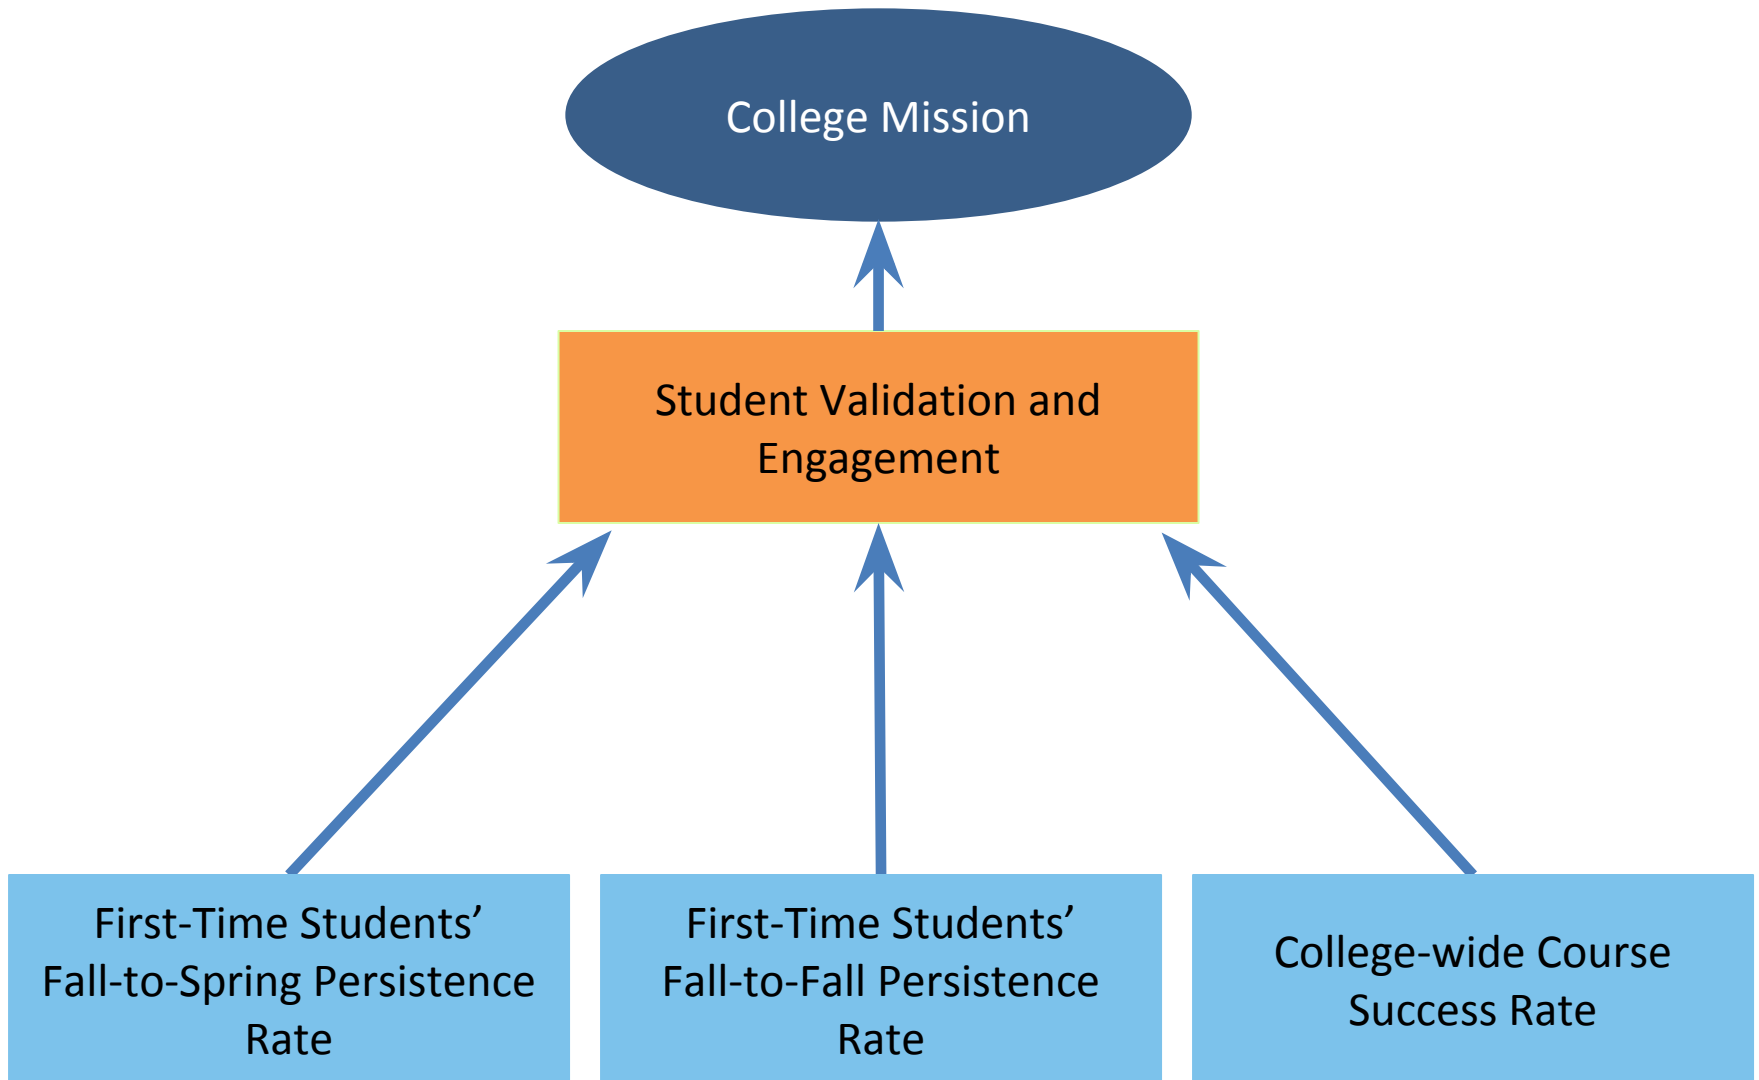 College Mission
Student Validation and
Engagement
First-Time Students’
Fall-to-Spring Persistence
Rate
First-Time Students’
Fall-to-Fall Persistence
Rate
College-wide Course
Success Rate